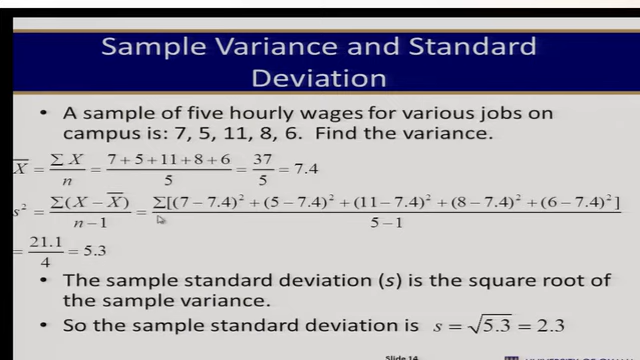 Sample Variance and Standard
Deviation
• A sample of five hourly wages for various jobs on
campus is: 7, 5, 11, 8, 6. Find the variance.
X̄ = ΣX/n = (7+5+11+8+6)/5 = 37/5 = 7.4
s² = Σ(X − X̄)/(n−1) = Σ[(7−7.4)² + (5−7.4)² + (11−7.4)² + (8−7.4)² + (6−7.4)²]/(5−1)
= 21.1/4 = 5.3
• The sample standard deviation (s) is the square root
of the sample variance.
• So the sample standard deviation is s = √5.3 = 2.3
Slide 14